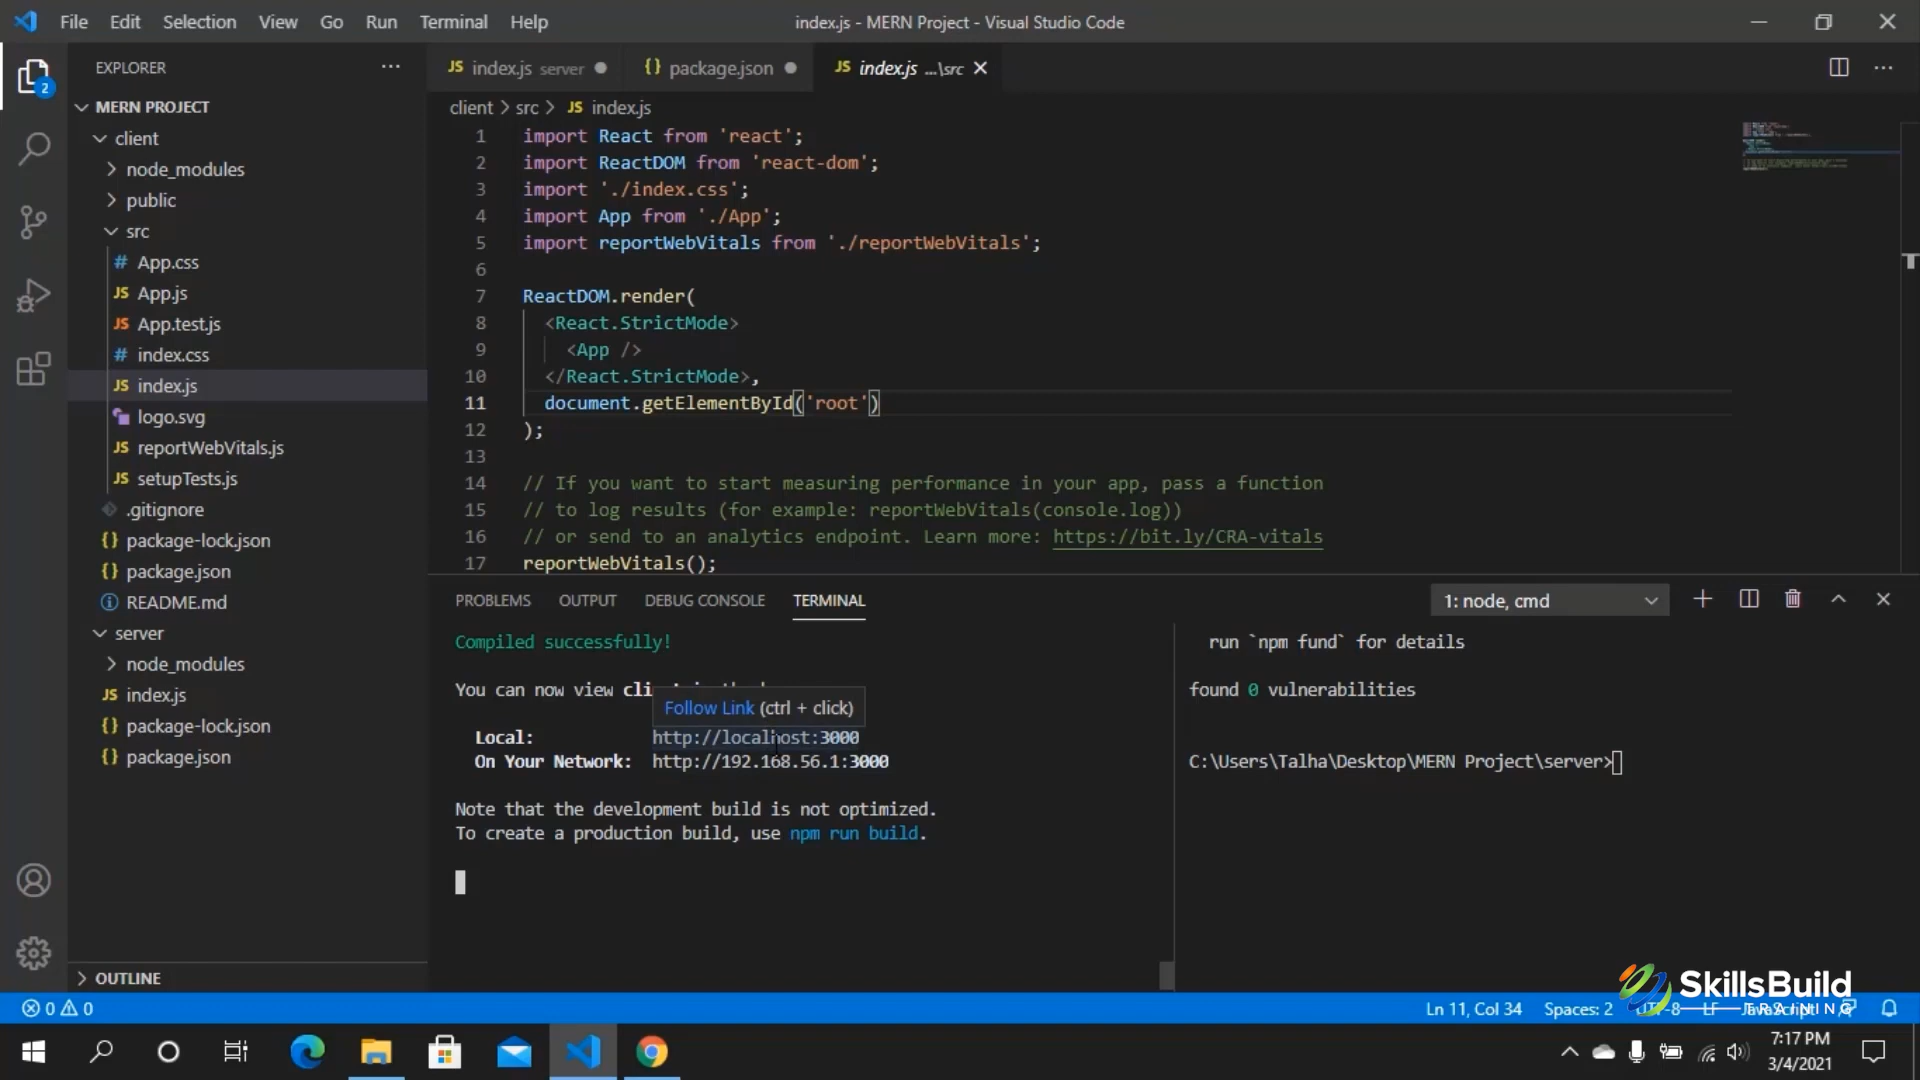 File Edit Selection View Go Run Terminal Help
index.js - MERN Project - Visual Studio Code
EXPLORER
MERN PROJECT
client
node_modules
public
src
# App.css
JS App.js
JS App.test.js
# index.css
JS index.js
logo.svg
JS reportWebVitals.js
JS setupTests.js
.gitignore
{} package-lock.json
{} package.json
README.md
server
node_modules
JS index.js
{} package-lock.json
{} package.json
OUTLINE
2
JS index.js server
{} package.json
JS index.js ...\src
client > src > JS index.js
1 import React from 'react';
2 import ReactDOM from 'react-dom';
3 import './index.css';
4 import App from './App';
5 import reportWebVitals from './reportWebVitals';
6
7 ReactDOM.render(
8 <React.StrictMode>
9 <App />
10 </React.StrictMode>,
11 document.getElementById('root')
12 );
13
14 // If you want to start measuring performance in your app, pass a function
15 // to log results (for example: reportWebVitals(console.log))
16 // or send to an analytics endpoint. Learn more: https://bit.ly/CRA-vitals
17 reportWebVitals();
PROBLEMS OUTPUT DEBUG CONSOLE TERMINAL
1: node, cmd
Compiled successfully!
You can now view
Follow Link (ctrl + click)
Local: http://localhost:3000
On Your Network: http://192.168.56.1:3000
Note that the development build is not optimized.
To create a production build, use npm run build.
run `npm fund` for details
found 0 vulnerabilities
C:\Users\Talha\Desktop\MERN Project\server>
SkillsBuild
TRAINING
0 0
Ln 11, Col 34 Spaces: 2 UTF-8 LF JavaScript
7:17 PM
3/4/2021